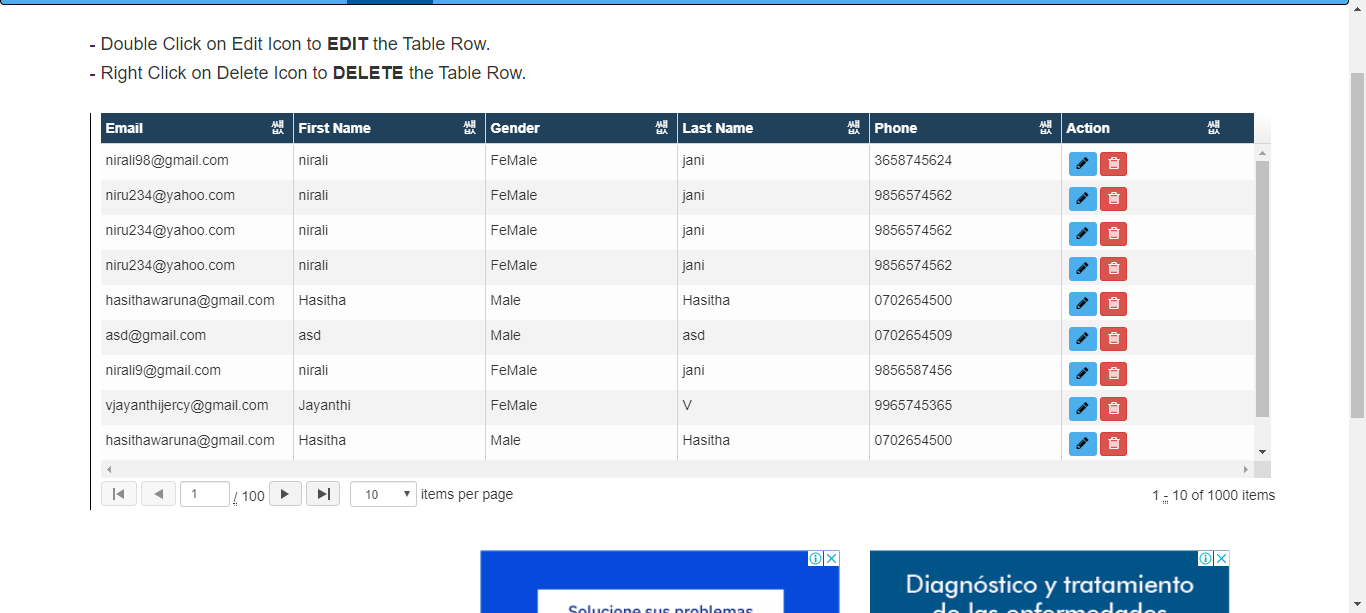 - Double Click on Edit Icon to EDIT the Table Row.
- Right Click on Delete Icon to DELETE the Table Row.
Email First Name Gender Last Name Phone Action
nirali98@gmail.com nirali FeMale jani 3658745624
niru234@yahoo.com nirali FeMale jani 9856574562
niru234@yahoo.com nirali FeMale jani 9856574562
niru234@yahoo.com nirali FeMale jani 9856574562
hasithawaruna@gmail.com Hasitha Male Hasitha 0702654500
asd@gmail.com asd Male asd 0702654509
nirali9@gmail.com nirali FeMale jani 9856587456
vjayanthijercy@gmail.com Jayanthi FeMale V 9965745365
hasithawaruna@gmail.com Hasitha Male Hasitha 0702654500
1 / 100 10 items per page 1 - 10 of 1000 items
Solucione sus problemas
Diagnóstico y tratamiento
de las enfermedades